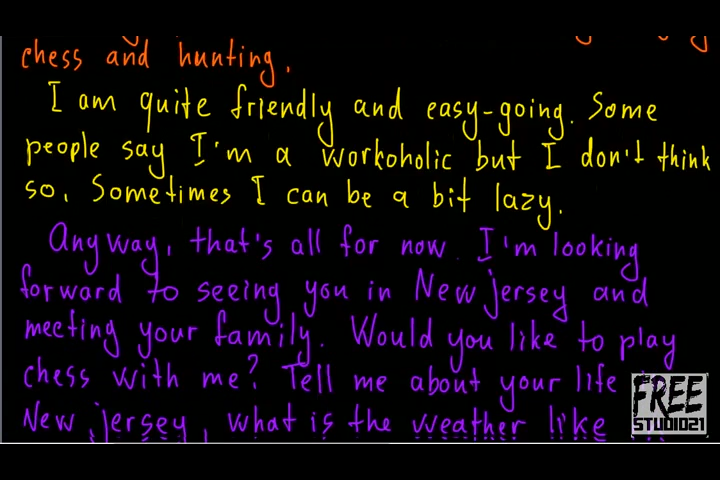 chess and hunting.
I am quite friendly and easy-going. Some
people say I'm a workoholic but I don't think
so. Sometimes I can be a bit lazy.
Anyway, that's all for now. I'm looking
forward to seeing you in New jersey and
meeting your family. Would you like to play
chess with me? Tell me about your life
New jersey, what is the weather like
FREE
STUDIO21